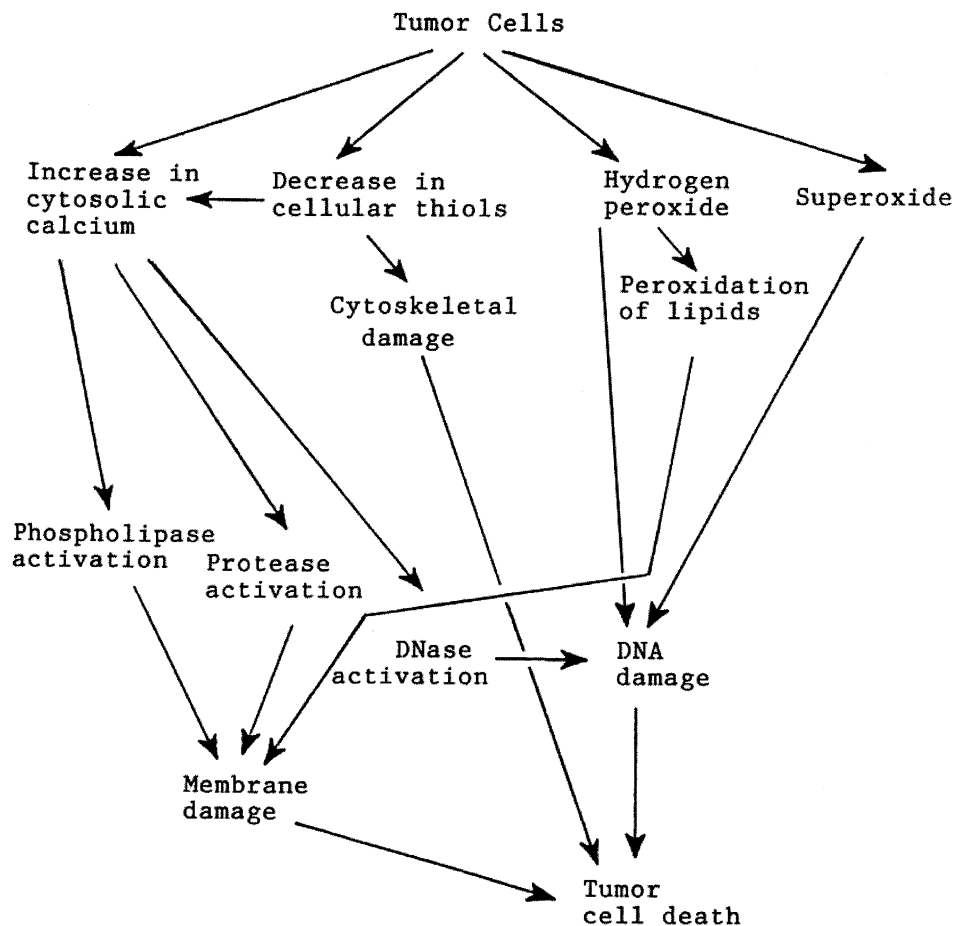 Tumor Cells
Increase in
cytosolic
calcium
Decrease in
cellular thiols
Hydrogen
peroxide
Superoxide
Peroxidation
of lipids
Cytoskeletal
damage
Phospholipase
activation
Protease
activation
DNase
activation
DNA
damage
Membrane
damage
Tumor
cell death